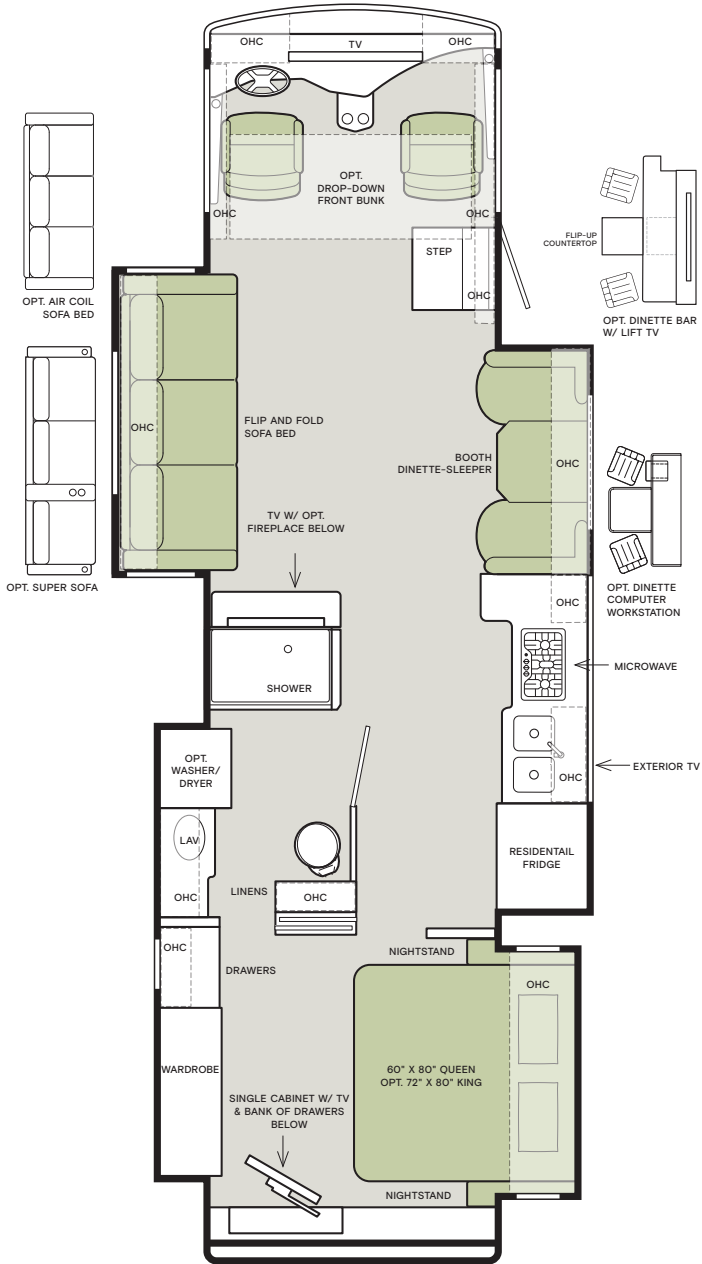 OHC
TV
OHC
OPT.
DROP-DOWN
FRONT BUNK
OHC
OHC
STEP
OHC
FLIP-UP
COUNTERTOP
OPT. AIR COIL
SOFA BED
OPT. DINETTE BAR
W/ LIFT TV
OHC
FLIP AND FOLD
SOFA BED
BOOTH
DINETTE-SLEEPER
OHC
TV W/ OPT.
FIREPLACE BELOW
OPT. SUPER SOFA
OPT. DINETTE
COMPUTER
WORKSTATION
OHC
MICROWAVE
SHOWER
OPT.
WASHER/
DRYER
EXTERIOR TV
OHC
LAV
RESIDENTAIL
FRIDGE
LINENS
OHC
OHC
OHC
NIGHTSTAND
DRAWERS
OHC
WARDROBE
60" X 80" QUEEN
OPT. 72" X 80" KING
SINGLE CABINET W/ TV
& BANK OF DRAWERS
BELOW
NIGHTSTAND